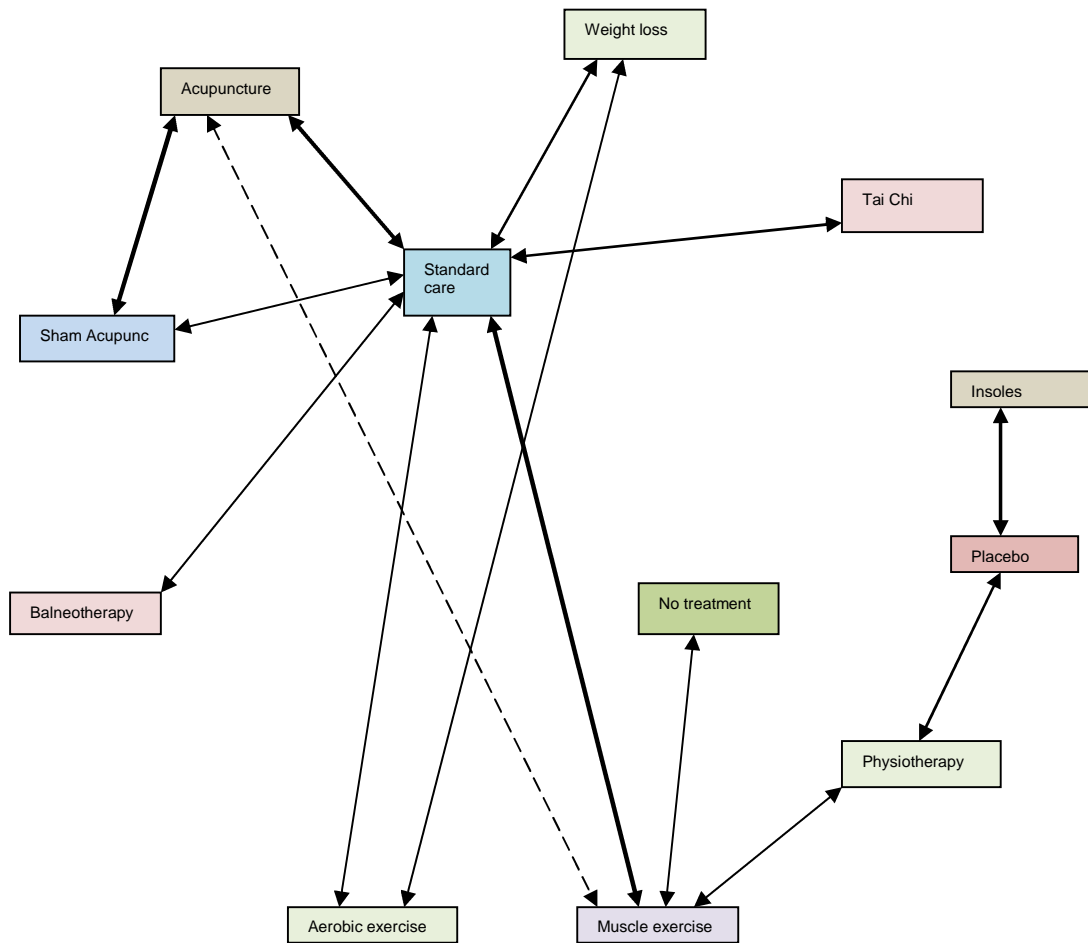 Weight loss
Acupuncture
Tai Chi
Standard
care
Sham Acupunc
Insoles
Placebo
No treatment
Balneotherapy
Physiotherapy
Aerobic exercise
Muscle exercise